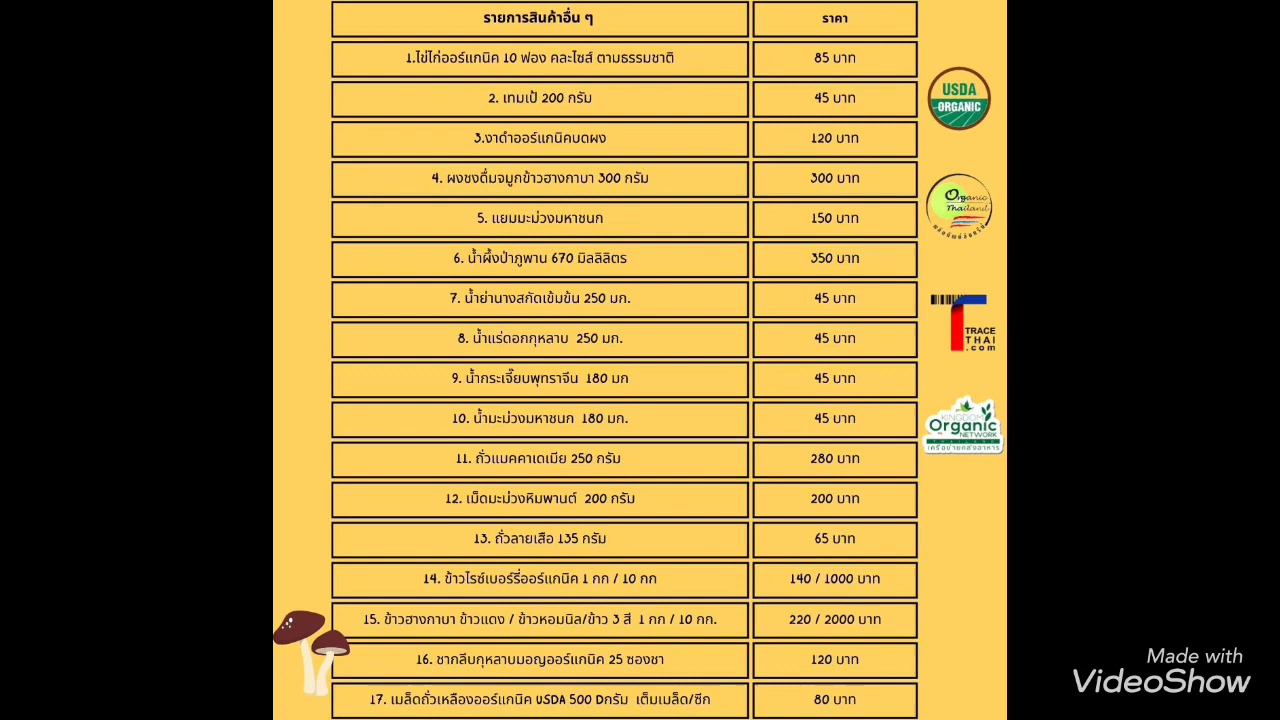 รายการสินค้าอื่น ๆ ราคา
1.ไข่ไก่ออร์แกนิค 10 ฟอง คละไซส์ ตามธรรมชาติ 85 บาท
2. เทมเป้ 200 กรัม 45 บาท
3.งาดำออร์แกนิคบดผง 120 บาท
4. ผงชงดื่มจมูกข้าวฮางกาบา 300 กรัม 300 บาท
5. แยมมะม่วงมหาชนก 150 บาท
6. น้ำผึ้งป่าภูพาน 670 มิลลิลิตร 350 บาท
7. น้ำย่านางสกัดเข้มข้น 250 มก. 45 บาท
8. น้ำแร่ดอกกุหลาบ 250 มก. 45 บาท
9. น้ำกระเจี๊ยบพุทราจีน 180 มก 45 บาท
10. น้ำมะม่วงมหาชนก 180 มก. 45 บาท
11. ถั่วแมคคาเดเมีย 250 กรัม 280 บาท
12. เม็ดมะม่วงหิมพานต์ 200 กรัม 200 บาท
13. ถั่วลายเสือ 135 กรัม 65 บาท
14. ข้าวไรซ์เบอร์รี่ออร์แกนิค 1 กก / 10 กก 140 / 1000 บาท
15. ข้าวฮางกาบา ข้าวแดง / ข้าวหอมนิล/ข้าว 3 สี 1 กก / 10 กก. 220 / 2000 บาท
16. ชากลีบกุหลาบมอญออร์แกนิค 25 ซองชา 120 บาท
17. เมล็ดถั่วเหลืองออร์แกนิค USDA 500 Dกรัม เต็มเมล็ด/ซีก 80 บาท
USDA
ORGANIC
Organic
Thailand
TRACE
THAI
.com
KINGDOM
Organic
NETWORK
THAILAND
เครือข่ายคลังอาหาร
Made with
VideoShow